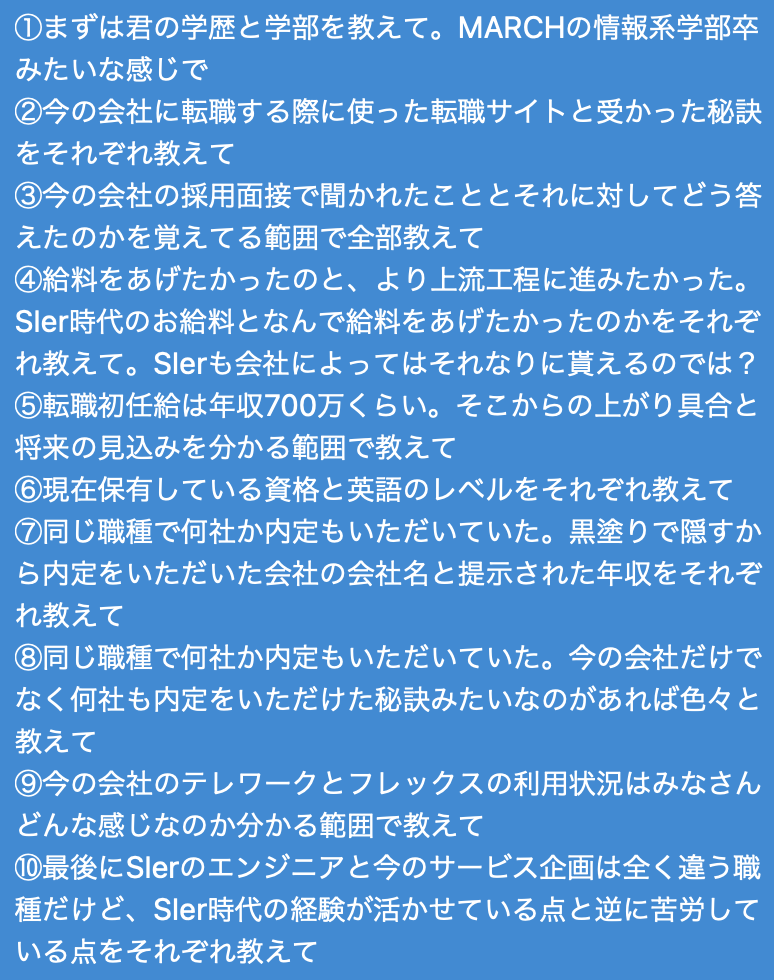 ①まずは君の学歴と学部を教えて。MARCHの情報系学部卒
みたいな感じで
②今の会社に転職する際に使った転職サイトと受かった秘訣
をそれぞれ教えて
③今の会社の採用面接で聞かれたこととそれに対してどう答
えたのかを覚えてる範囲で全部教えて
④給料をあげたかったのと、より上流工程に進みたかった。
SIer時代のお給料となんで給料をあげたかったのかをそれぞ
れ教えて。SIerも会社によってはそれなりに貰えるのでは？
⑤転職初任給は年収700万くらい。そこからの上がり具合と
将来の見込みを分かる範囲で教えて
⑥現在保有している資格と英語のレベルをそれぞれ教えて
⑦同じ職種で何社か内定もいただいていた。黒塗りで隠すか
ら内定をいただいた会社の会社名と提示された年収をそれぞ
れ教えて
⑧同じ職種で何社か内定もいただいていた。今の会社だけで
なく何社も内定をいただけた秘訣みたいなのがあれば色々と
教えて
⑨今の会社のテレワークとフレックスの利用状況はみなさん
どんな感じなのか分かる範囲で教えて
⑩最後にSIerのエンジニアと今のサービス企画は全く違う職
種だけど、SIer時代の経験が活かせている点と逆に苦労して
いる点をそれぞれ教えて